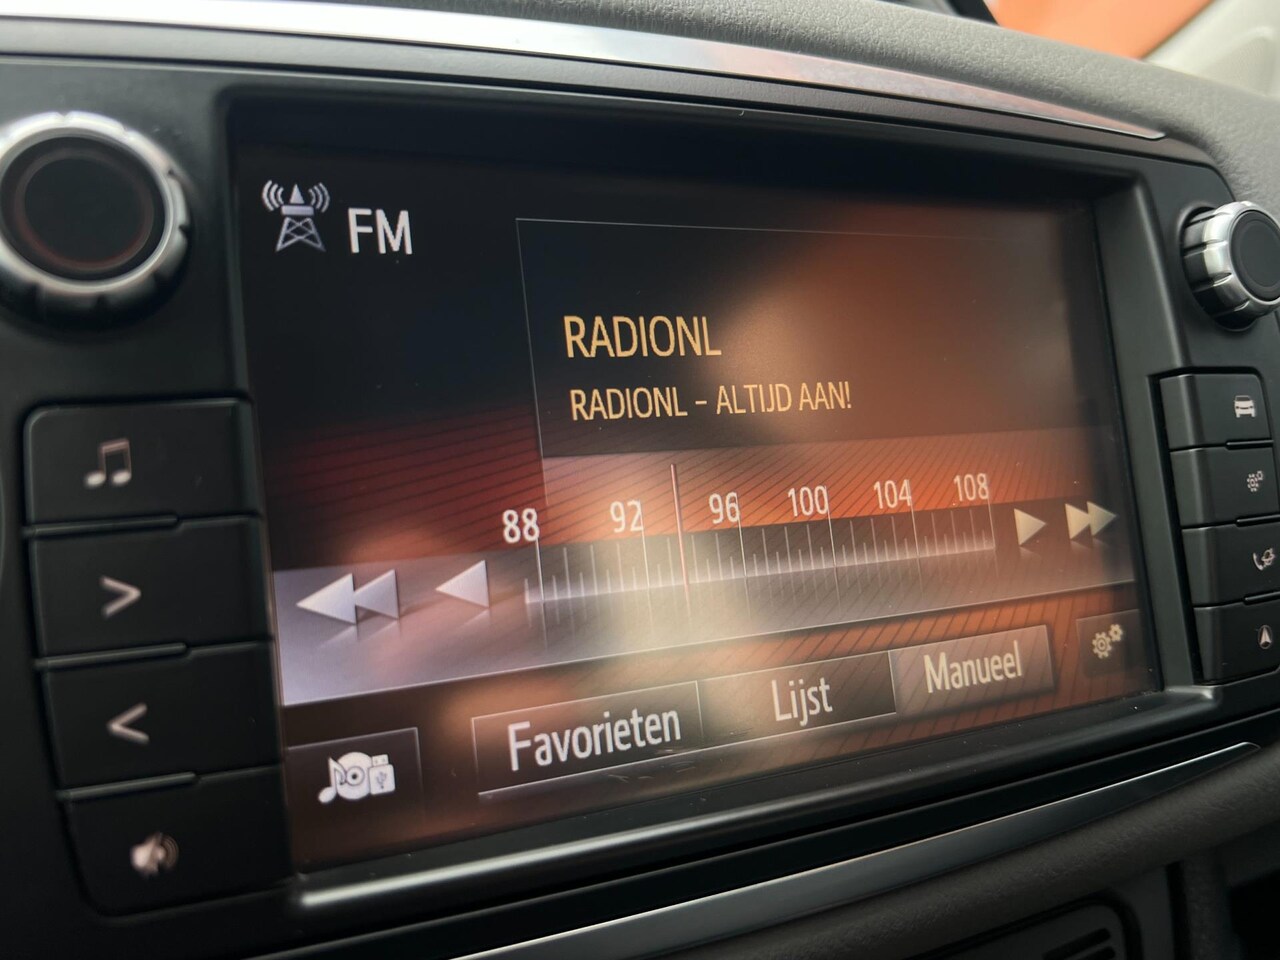 FM
RADIONL
RADIONL - ALTIJD AAN!
88 92 96 100 104 108
Favorieten Lijst Manueel